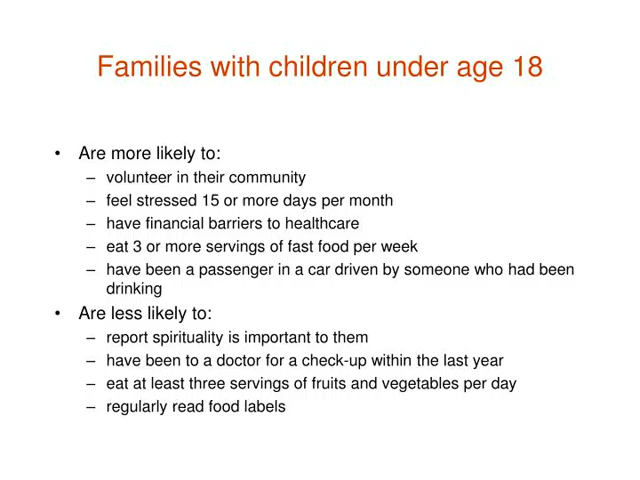 Families with children under age 18
• Are more likely to:
– volunteer in their community
– feel stressed 15 or more days per month
– have financial barriers to healthcare
– eat 3 or more servings of fast food per week
– have been a passenger in a car driven by someone who had been
drinking
• Are less likely to:
– report spirituality is important to them
– have been to a doctor for a check-up within the last year
– eat at least three servings of fruits and vegetables per day
– regularly read food labels